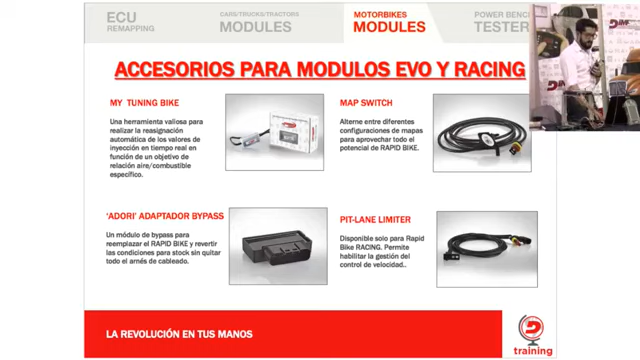 ECU
REMAPPING
CARS/TRUCKS/TRACTORS
MODULES
MOTORBIKES
MODULES
POWER BENCH
TESTER
ACCESORIOS PARA MODULOS EVO Y RACING
MY TUNING BIKE
Una herramienta valiosa para
realizar la reasignación
automática de los valores de
inyección en tiempo real en
función de un objetivo de
relación aire/combustible
específico.
MAP SWITCH
Alterne entre diferentes
configuraciones de mapas
para aprovechar todo el
potencial de RAPID BIKE.
'ADORI' ADAPTADOR BYPASS
Un módulo de bypass para
reemplazar el RAPID BIKE y revertir
las condiciones para stock sin quitar
todo el arnés de cableado.
PIT-LANE LIMITER
Disponible solo para Rapid
Bike RACING. Permite
habilitar la gestión del
control de velocidad..
LA REVOLUCIÓN EN TUS MANOS
training